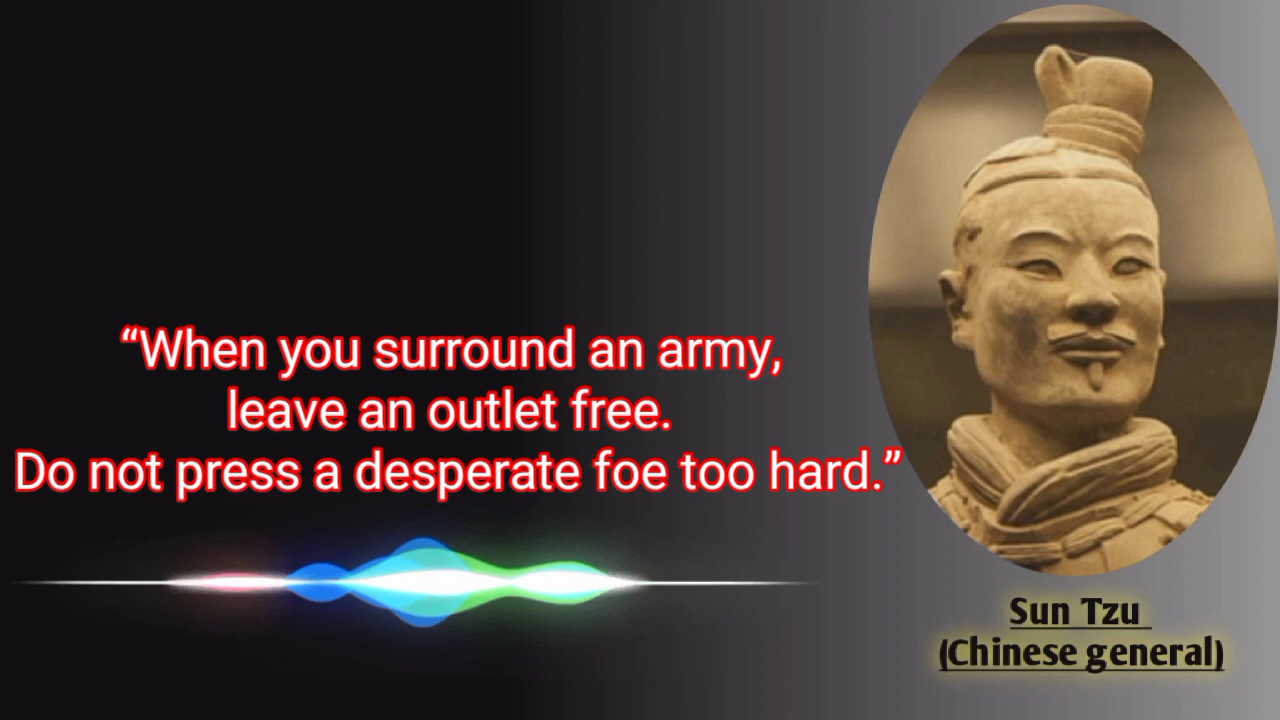 “When you surround an army,
leave an outlet free.
Do not press a desperate foe too hard.”
Sun Tzu
(Chinese general)